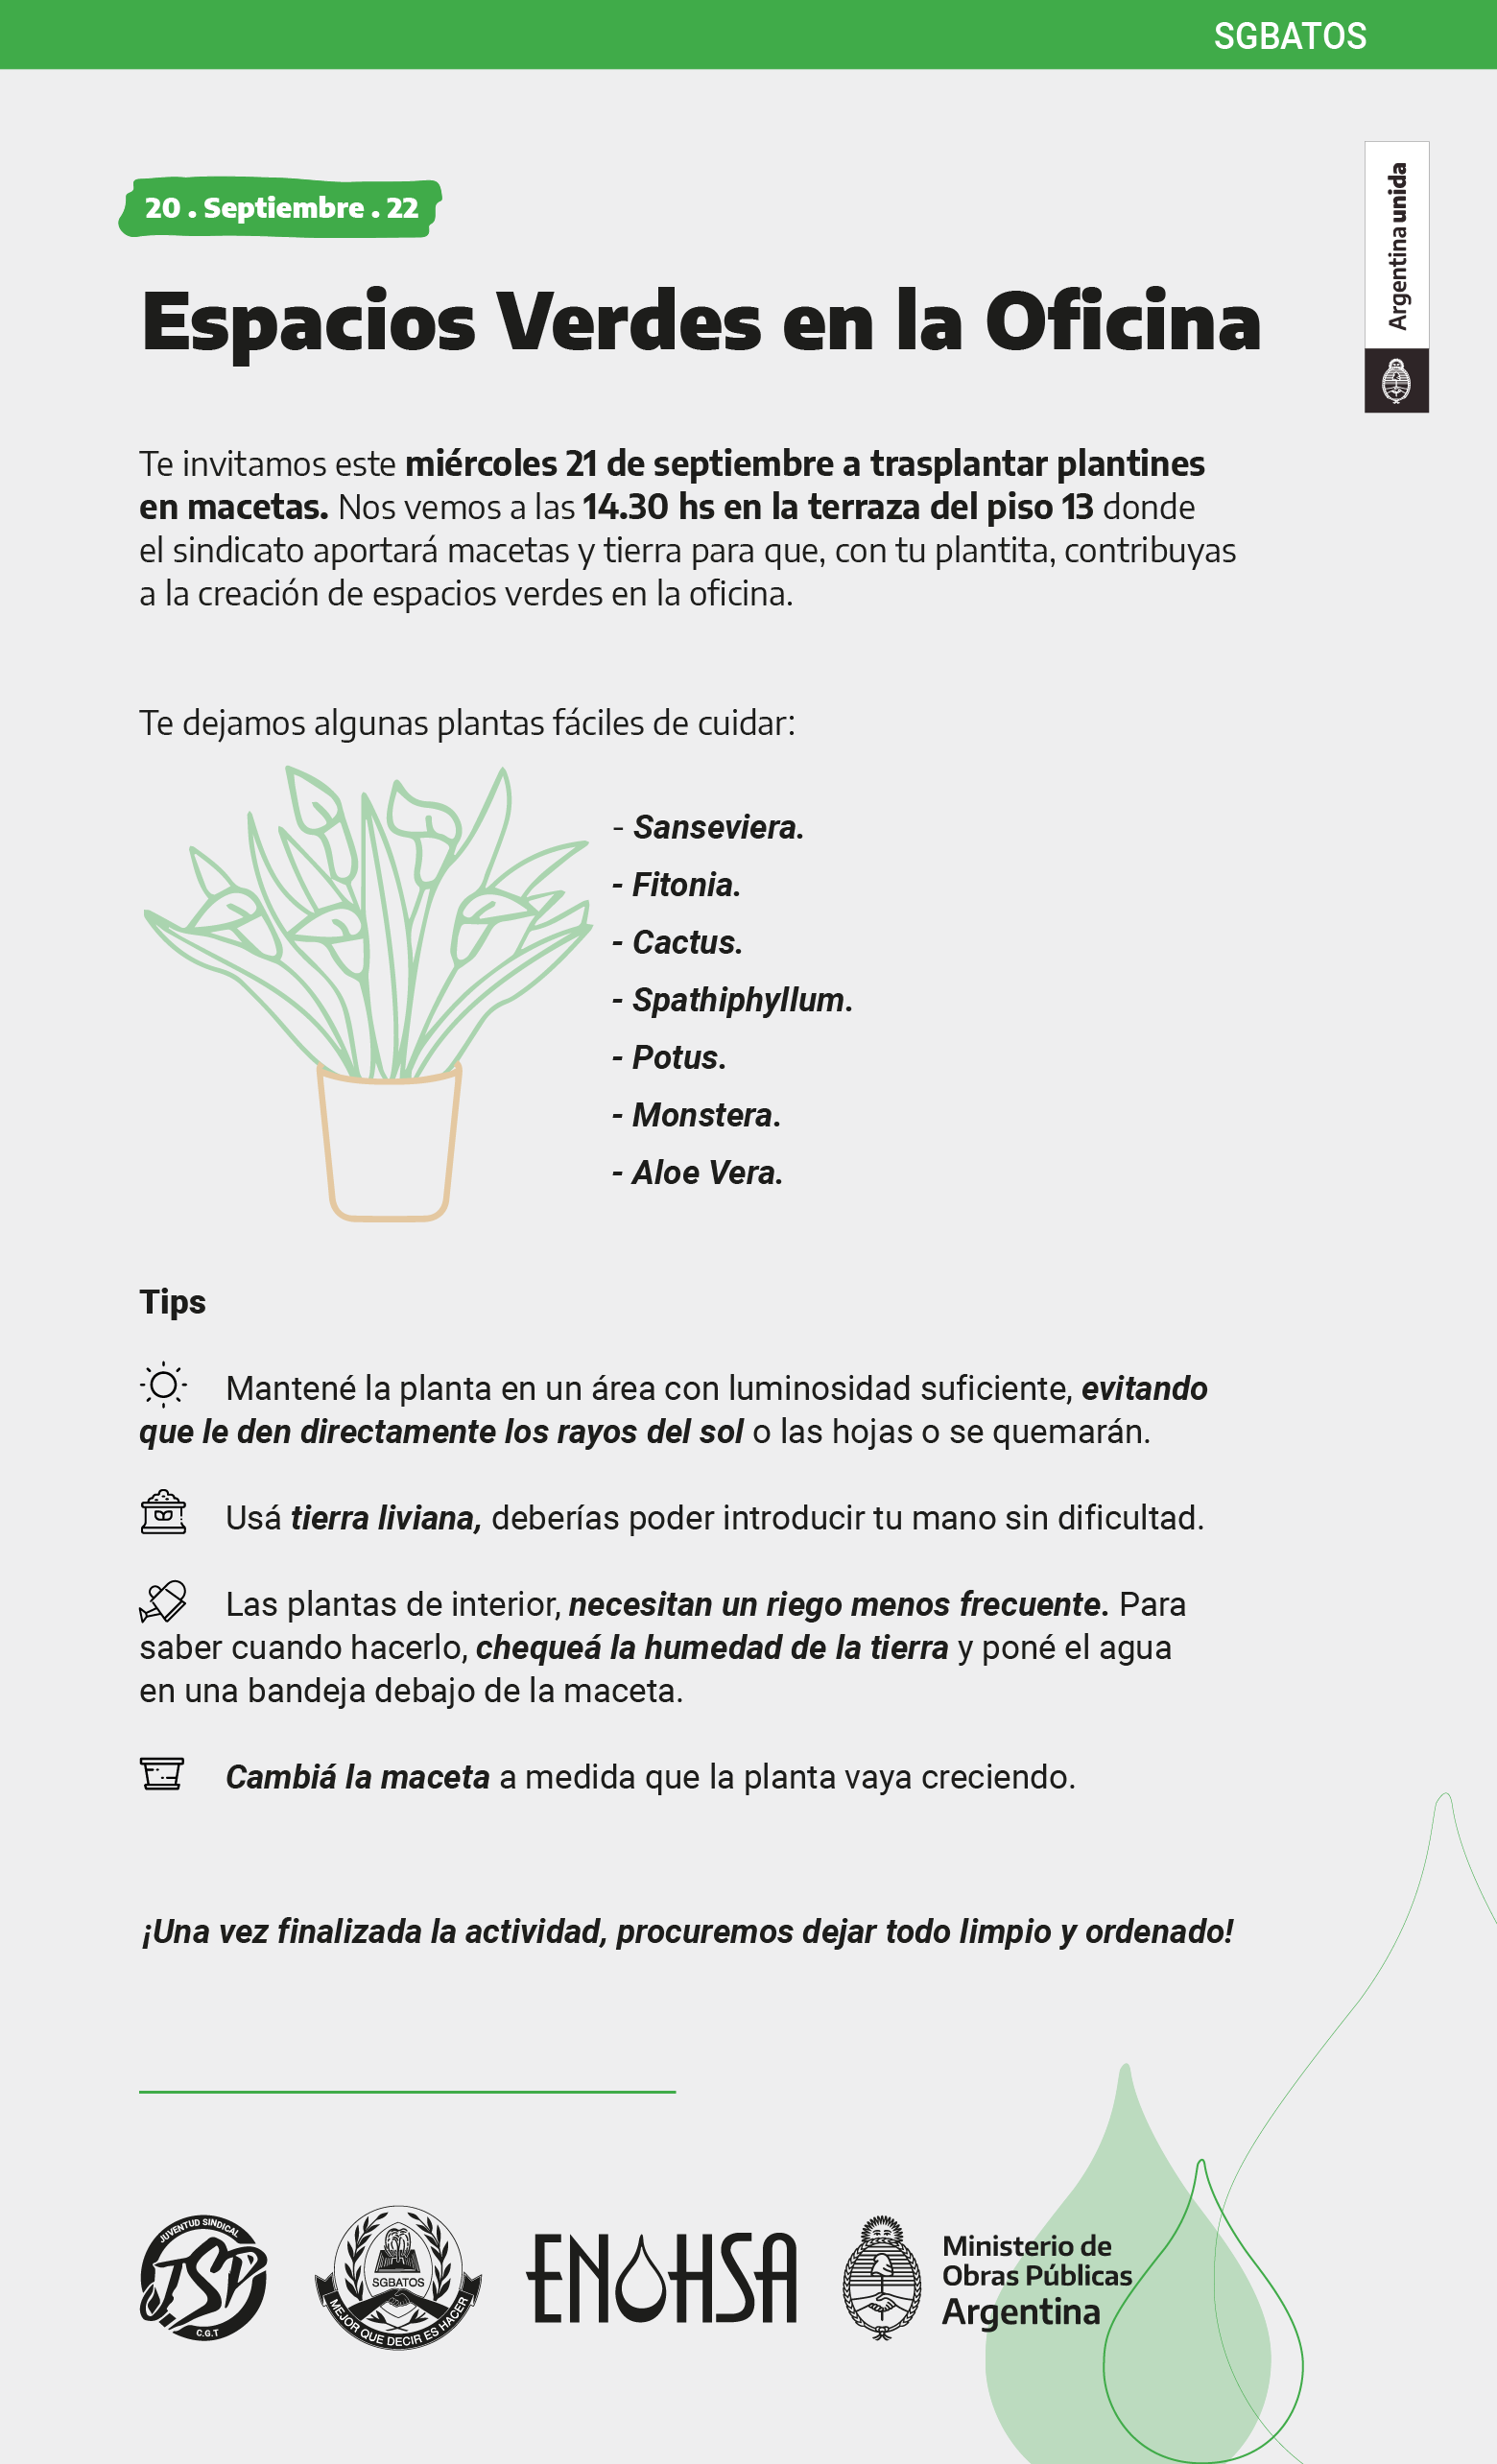 SGBATOS
20 . Septiembre . 22
Argentina unida
Espacios Verdes en la Oficina
Te invitamos este miércoles 21 de septiembre a trasplantar plantines
en macetas. Nos vemos a las 14.30 hs en la terraza del piso 13 donde
el sindicato aportará macetas y tierra para que, con tu plantita, contribuyas
a la creación de espacios verdes en la oficina.
Te dejamos algunas plantas fáciles de cuidar:
- Sanseviera.
- Fitonia.
- Cactus.
- Spathiphyllum.
- Potus.
- Monstera.
- Aloe Vera.
Tips
Mantené la planta en un área con luminosidad suficiente, evitando
que le den directamente los rayos del sol o las hojas o se quemarán.
Usá tierra liviana, deberías poder introducir tu mano sin dificultad.
Las plantas de interior, necesitan un riego menos frecuente. Para
saber cuando hacerlo, chequeá la humedad de la tierra y poné el agua
en una bandeja debajo de la maceta.
Cambiá la maceta a medida que la planta vaya creciendo.
¡Una vez finalizada la actividad, procuremos dejar todo limpio y ordenado!
JUVENTUD SINDICAL
JSP
C.G.T
SGBATOS
MEJOR QUE DECIR ES HACER
ENOHSA
Ministerio de
Obras Públicas
Argentina